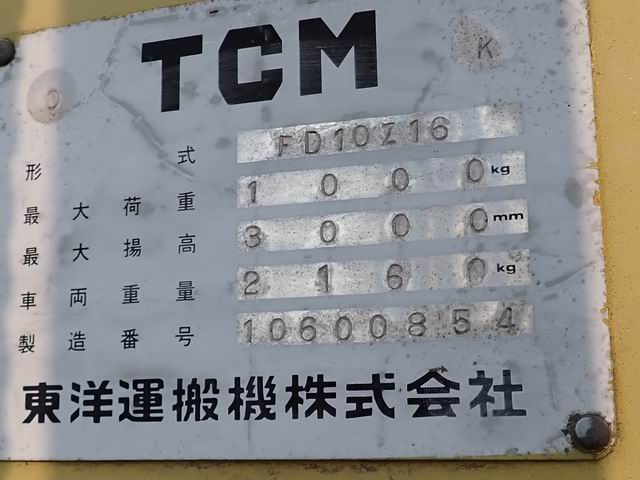 TCM
K
形式 FD10Z16
最大荷重 1000kg
最大揚高 3000mm
車両重量 2160kg
製造番号 10600854
東洋運搬機株式会社